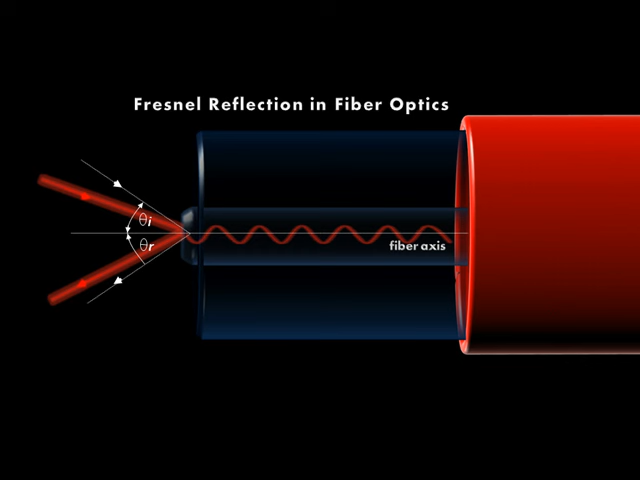 Fresnel Reflection in Fiber Optics
θi
θr
fiber axis